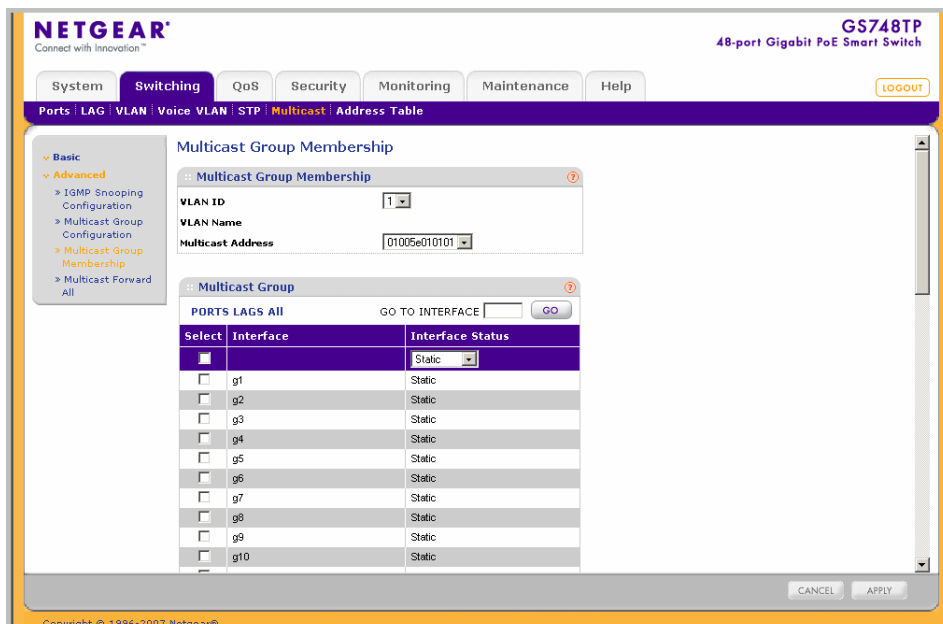 NETGEAR®
Connect with Innovation™
GS748TP
48-port Gigabit PoE Smart Switch
System Switching QoS Security Monitoring Maintenance Help
LOGOUT
Ports LAG VLAN Voice VLAN STP Multicast Address Table
Basic
Advanced
» IGMP Snooping
Configuration
» Multicast Group
Configuration
» Multicast Group
Membership
» Multicast Forward
All
Multicast Group Membership
:: Multicast Group Membership ?
VLAN ID 1
VLAN Name
Multicast Address 01005e010101
:: Multicast Group ?
PORTS LAGS All GO TO INTERFACE GO
Select Interface Interface Status
Static
g1 Static
g2 Static
g3 Static
g4 Static
g5 Static
g6 Static
g7 Static
g8 Static
g9 Static
g10 Static
CANCEL APPLY
Copyright © 1996-2007 Netgear®